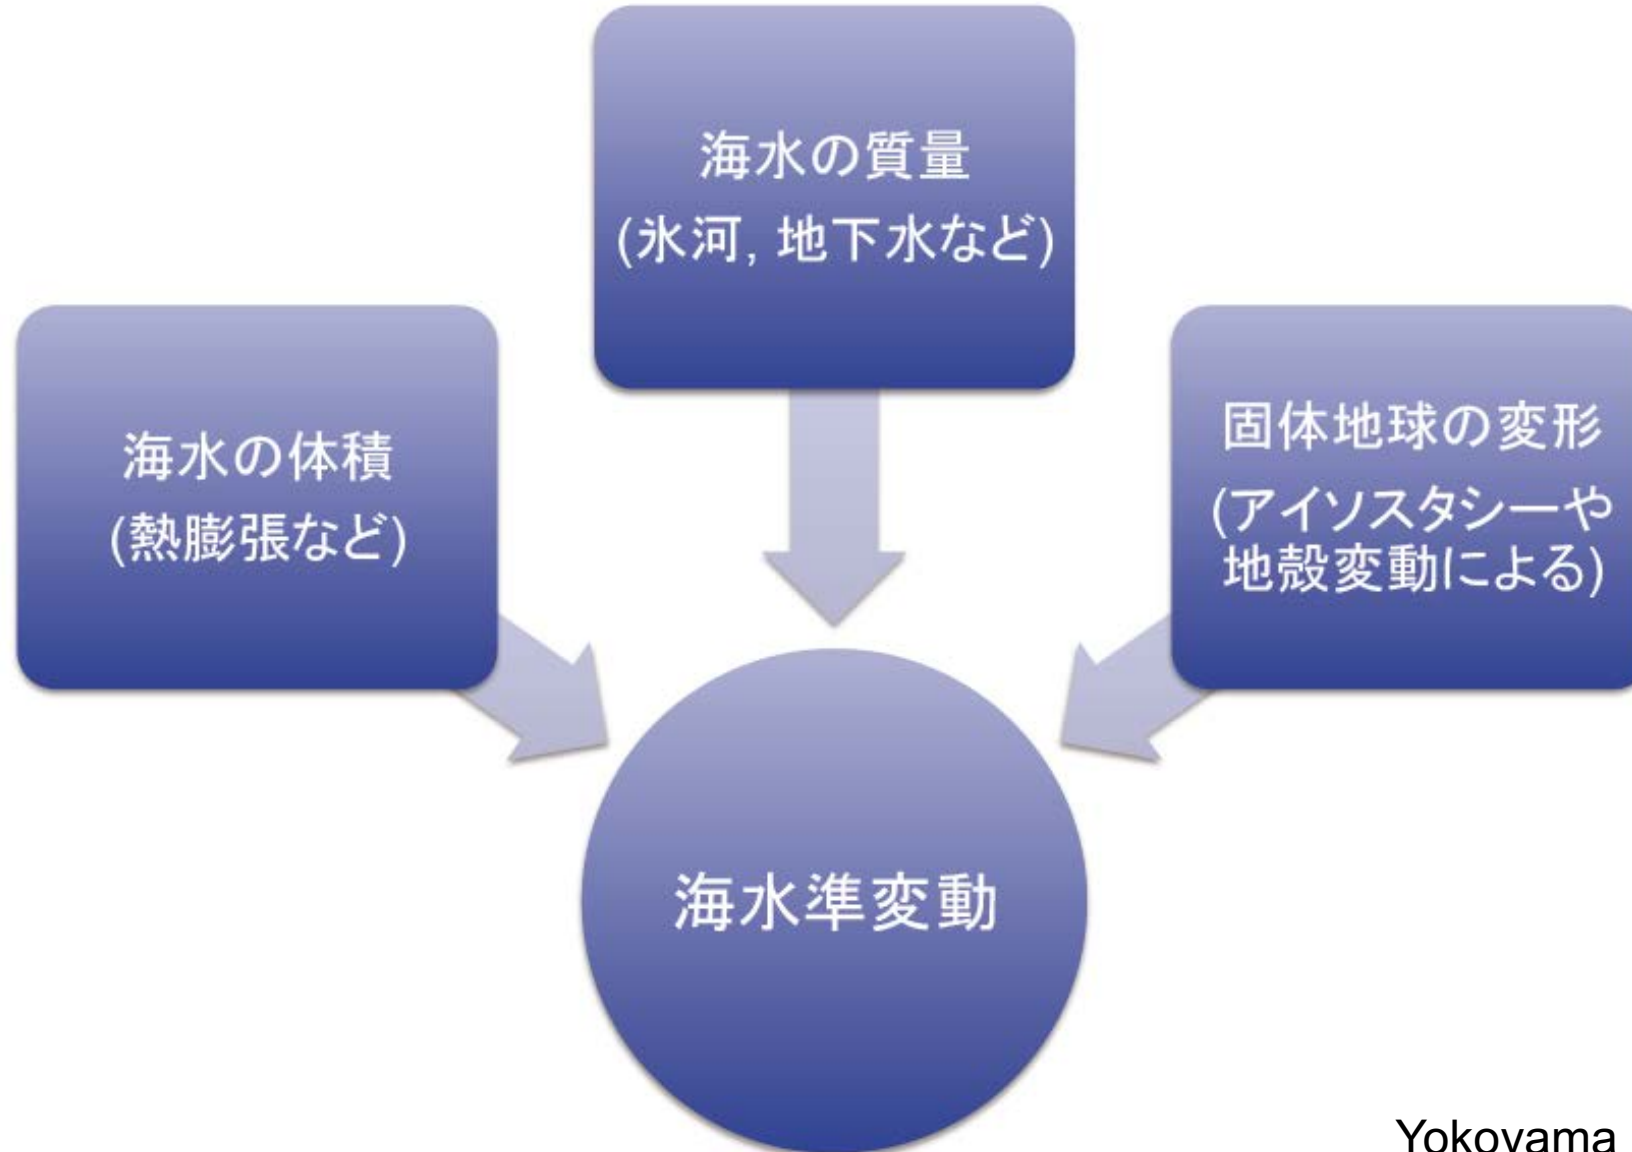 海水の質量
(氷河, 地下水など)
海水の体積
(熱膨張など)
固体地球の変形
(アイソスタシーや
地殻変動による)
海水準変動
Yokoyama